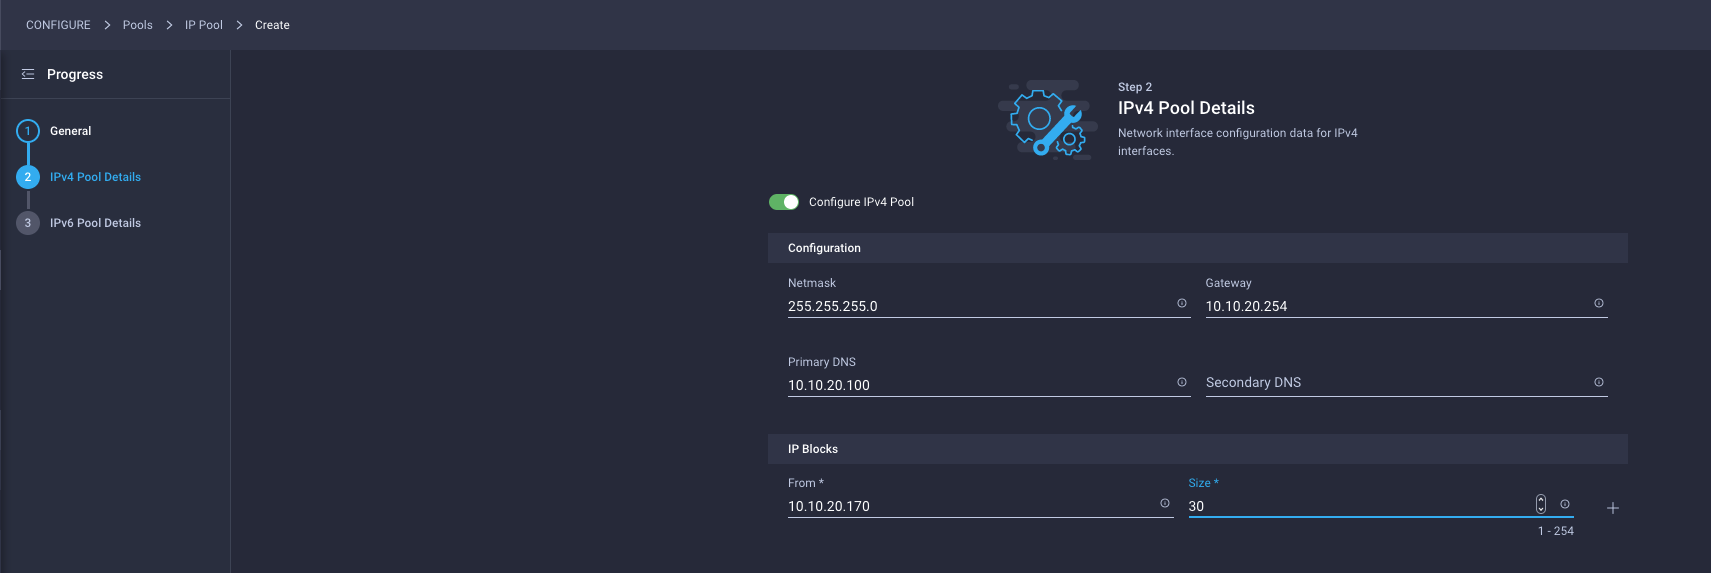 CONFIGURE > Pools > IP Pool > Create
Progress
1 General
2 IPv4 Pool Details
3 IPv6 Pool Details
Step 2
IPv4 Pool Details
Network interface configuration data for IPv4
interfaces.
Configure IPv4 Pool
Configuration
Netmask
255.255.255.0
Gateway
10.10.20.254
Primary DNS
10.10.20.100
Secondary DNS
IP Blocks
From *
10.10.20.170
Size *
30
1 - 254